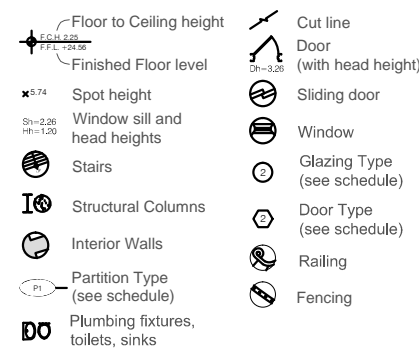 Floor to Ceiling height
F.C.H. 2.25
F.F.L. +24.56
Finished Floor level
5.74
Spot height
Sh=2.26
Hh=1.20
Window sill and
head heights
Stairs
Structural Columns
Interior Walls
P1
Partition Type
(see schedule)
Plumbing fixtures,
toilets, sinks
Cut line
Door
(with head height)
Dh=3.26
Sliding door
Window
2
Glazing Type
(see schedule)
2
Door Type
(see schedule)
Railing
Fencing